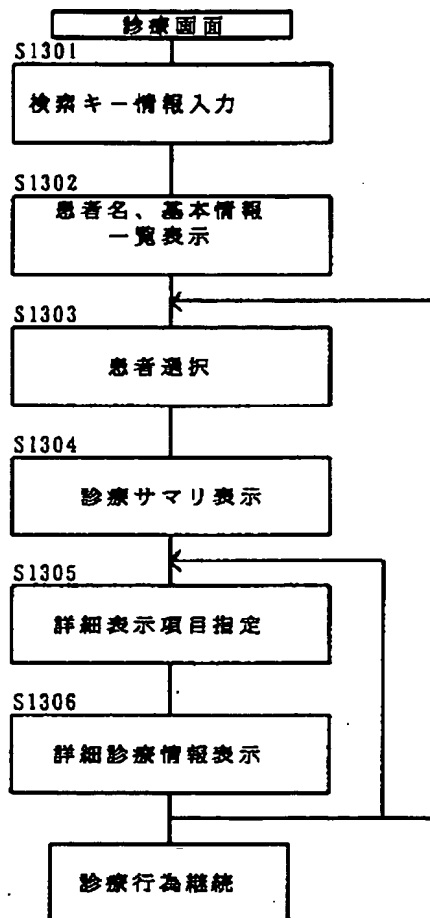 診療画面
S1301
検索キー情報入力
S1302
患者名、基本情報
一覧表示
S1303
患者選択
S1304
診療サマリ表示
S1305
詳細表示項目指定
S1306
詳細診療情報表示
診療行為継続